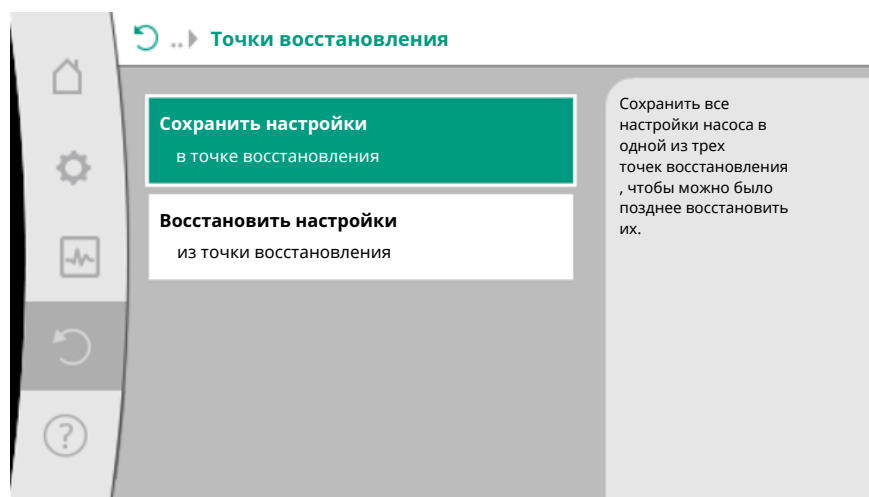 ..▸ Точки восстановления
Сохранить настройки
в точке восстановления
Восстановить настройки
из точки восстановления
Сохранить все
настройки насоса в
одной из трех
точек восстановления
, чтобы можно было
позднее восстановить
их.
?